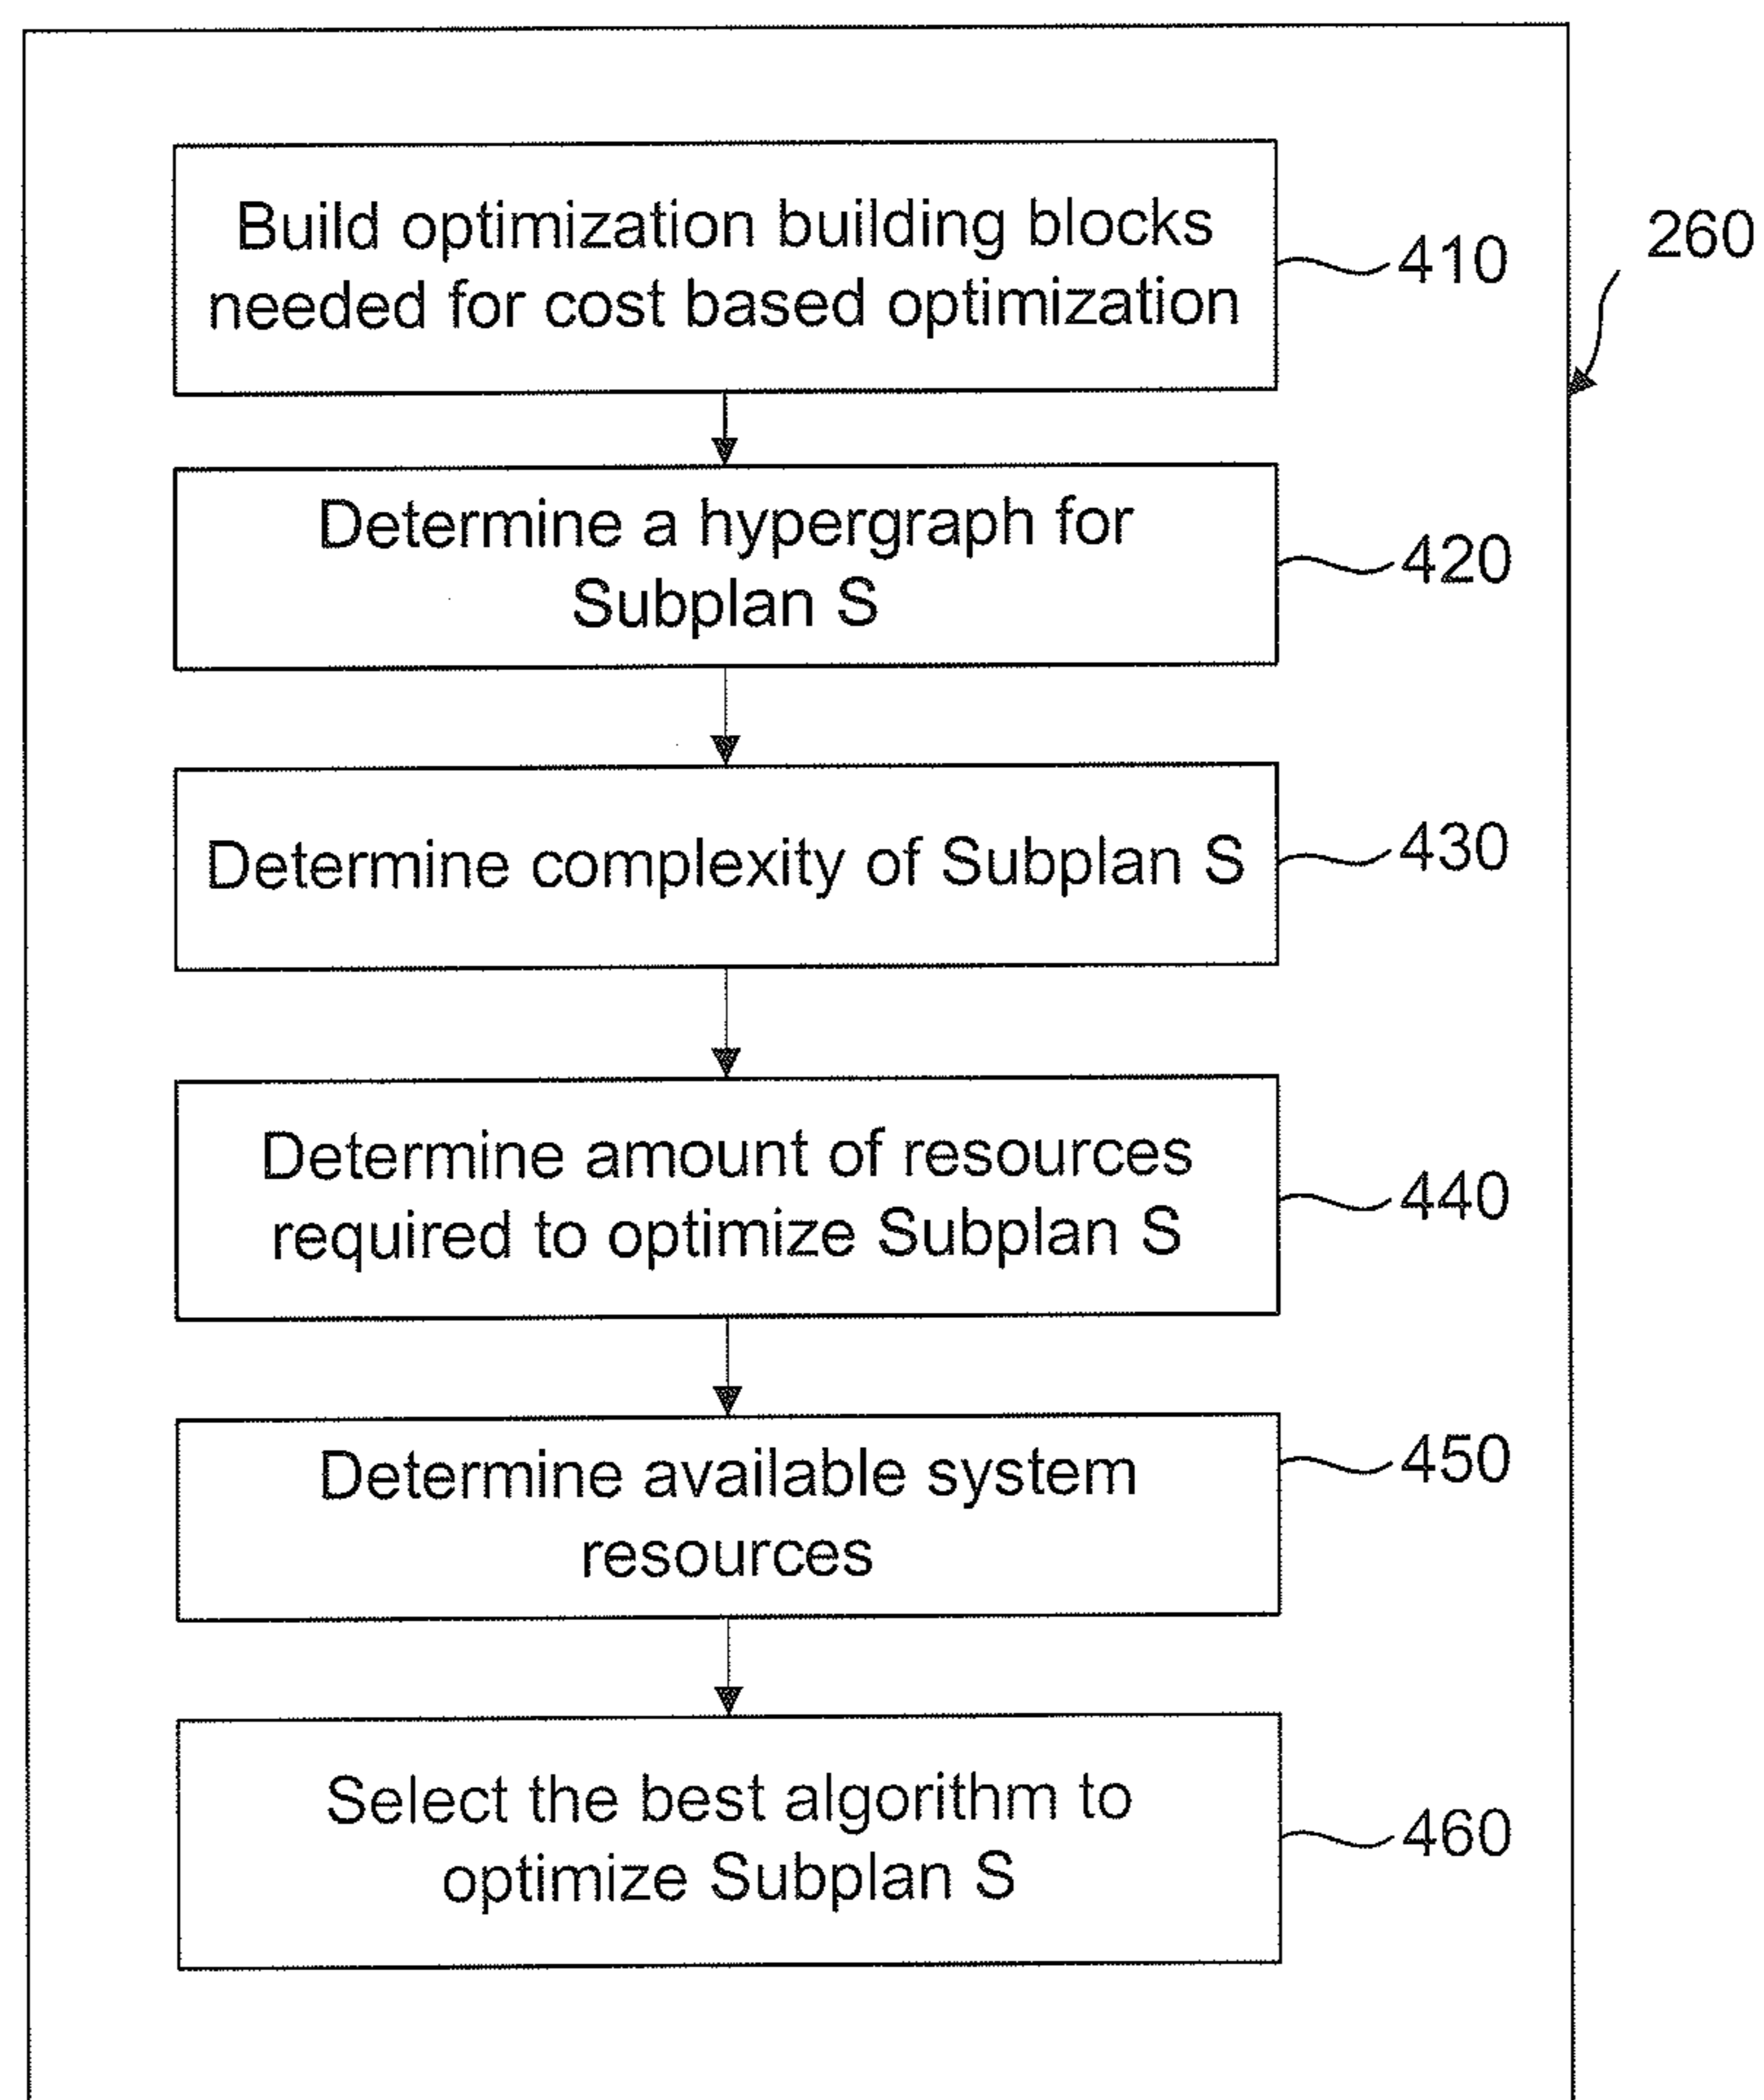 Build optimization building blocks
needed for cost based optimization
410
260
Determine a hypergraph for
Subplan S
420
Determine complexity of Subplan S
430
Determine amount of resources
required to optimize Subplan S
440
Determine available system
resources
450
Select the best algorithm to
optimize Subplan S
460